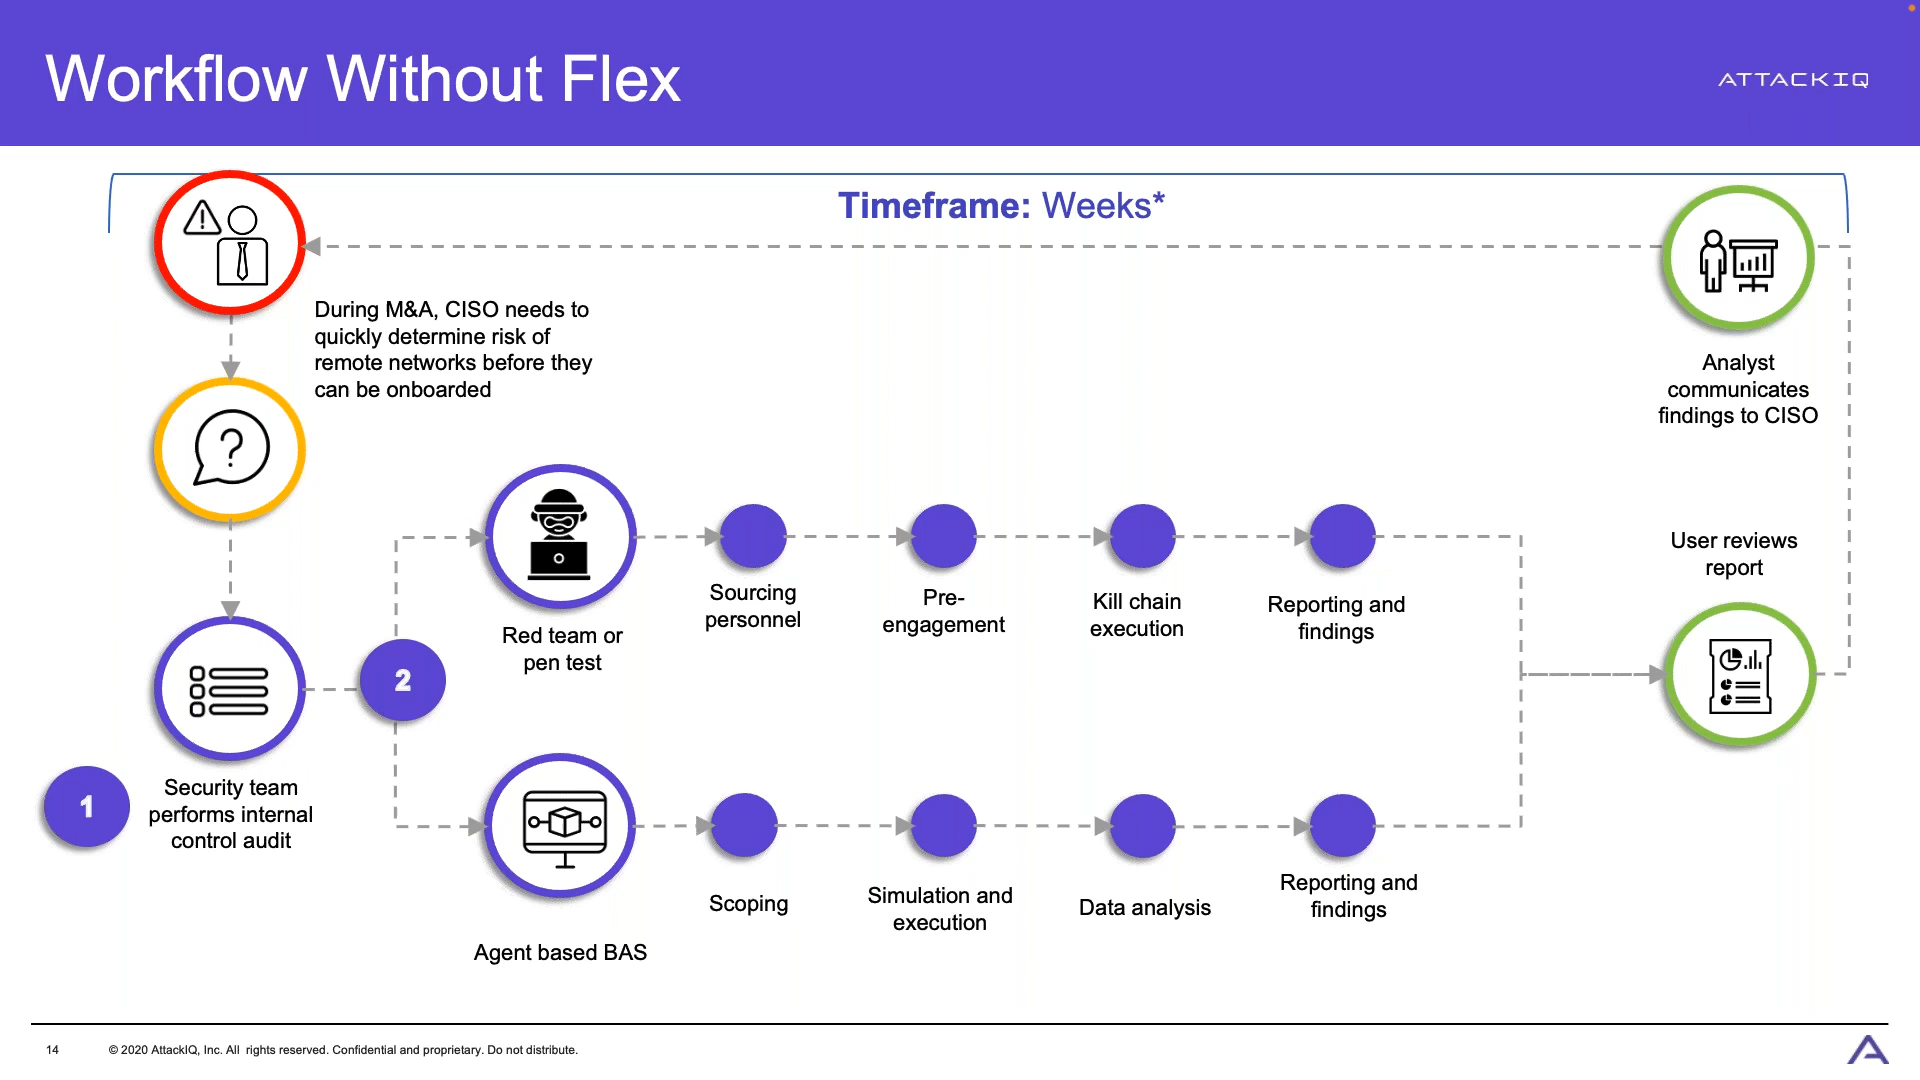 Workflow Without Flex
ATTACKIQ
Timeframe: Weeks*
During M&A, CISO needs to
quickly determine risk of
remote networks before they
can be onboarded
Analyst
communicates
findings to CISO
?
User reviews
report
Sourcing
personnel
Pre-
engagement
Kill chain
execution
Reporting and
findings
Red team or
pen test
2
1
Security team
performs internal
control audit
Scoping
Simulation and
execution
Data analysis
Reporting and
findings
Agent based BAS
14
© 2020 AttackIQ, Inc. All  rights reserved. Confidential and proprietary. Do not distribute.